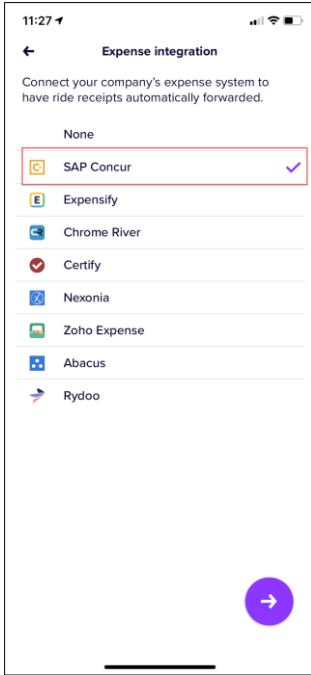 11:27
Expense integration
Connect your company's expense system to
have ride receipts automatically forwarded.
None
SAP Concur
E Expensify
Chrome River
Certify
Nexonia
Zoho Expense
Abacus
Rydoo